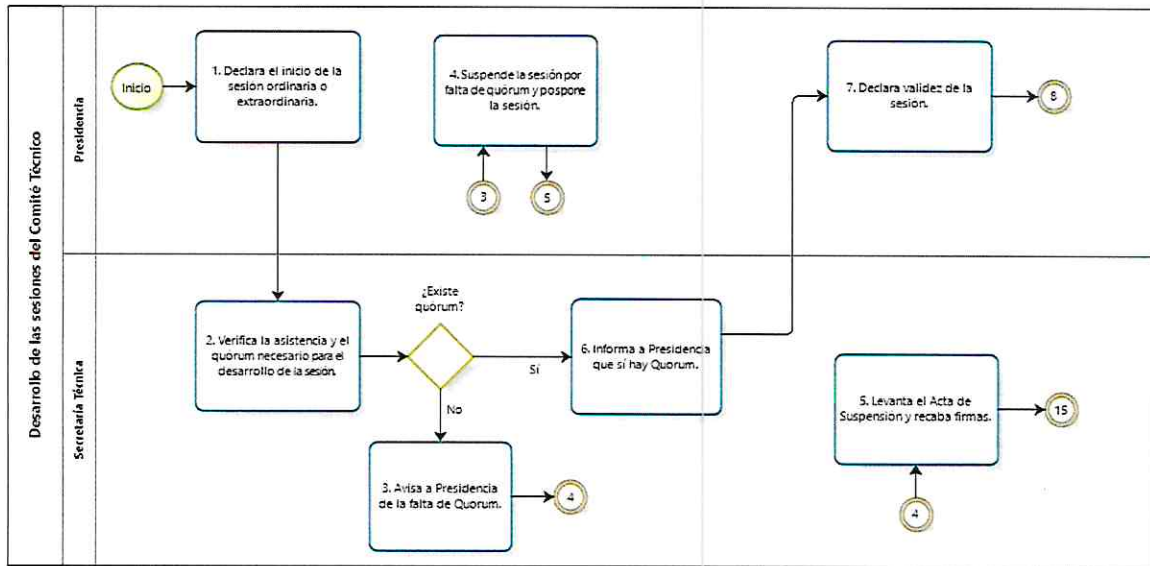 Desarrollo de las sesiones del Comité Técnico
Presidencia
Inicio
1. Declara el inicio de la
sesión ordinaria o
extraordinaria.
4. Suspende la sesión por
falta de quórum y pospone
la sesión.
3
5
7. Declara validez de la
sesión.
8
Secretaría Técnica
2. Verifica la asistencia y el
quórum necesario para el
desarrollo de la sesión.
¿Existe
quórum?
Sí
No
6. Informa a Presidencia
que sí hay Quorum.
3. Avisa a Presidencia
de la falta de Quorum.
4
5. Levanta el Acta de
Suspensión y recaba firmas.
15
4